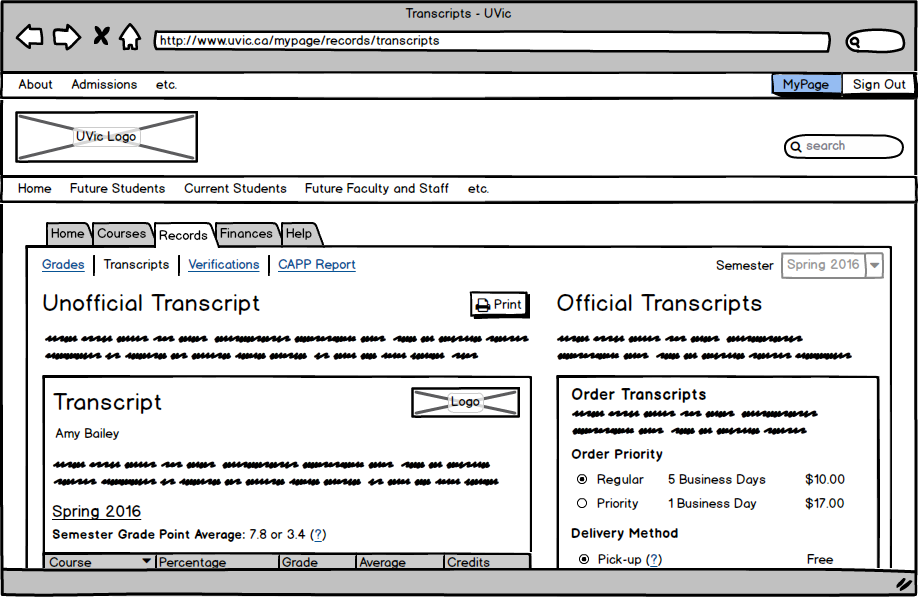 Transcripts - UVic
http://www.uvic.ca/mypage/records/transcripts
About Admissions etc. MyPage Sign Out
UVic Logo
search
Home Future Students Current Students Future Faculty and Staff etc.
Home Courses Records Finances Help
Grades Transcripts Verifications CAPP Report Semester Spring 2016
Unofficial Transcript Print
Transcript Logo
Amy Bailey
Spring 2016
Semester Grade Point Average: 7.8 or 3.4 (?)
Course Percentage Grade Average Credits
Official Transcripts
Order Transcripts
Order Priority
Regular 5 Business Days $10.00
Priority 1 Business Day $17.00
Delivery Method
Pick-up (?) Free